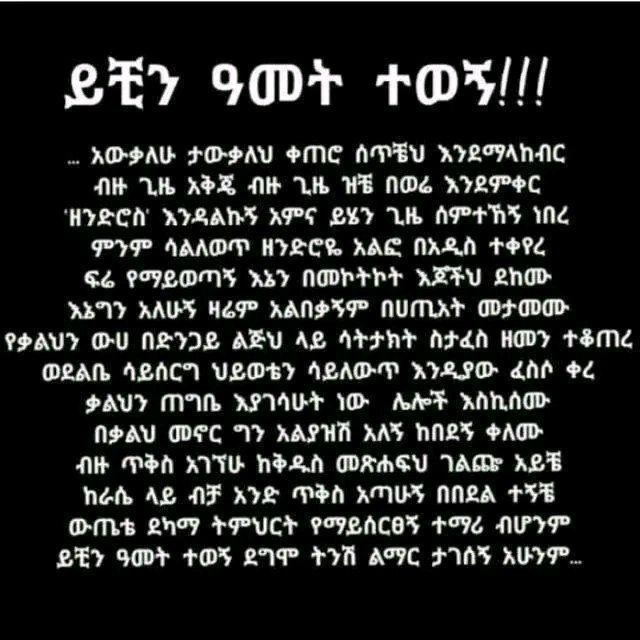 ይቺን ዓመት ተወኝ!!!
... አውቃለሁ ታውቃለህ ቀጠሮ ሰጥቼህ እንደማላከብር
ብዙ ጊዜ አቅጄ ብዙ ጊዜ ዝቼ በወሬ እንደምቀር
'ዘንድሮስ' እንዳልኩኝ አምና ይሄን ጊዜ ሰምተኸኝ ነበረ
ምንም ሳልለወጥ ዘንድሮዬ አልፎ በአዲስ ተቀየረ
ፍሬ የማይወጣኝ እኔን በመኮትኮት እጆችህ ደከሙ
እኔግን አለሁኝ ዛሬም አልበቃኝም በሀጢአት መታመሙ
የቃልህን ውሀ በድንጋይ ልጅህ ላይ ሳትታክት ስታፈስ ዘመን ተቆጠረ
ወደልቤ ሳይሰርግ ህይወቴን ሳይለውጥ እንዲያው ፈስሶ ቀረ
ቃልህን ጠግቤ እያገሳሁት ነው ሌሎች እስኪሰሙ
በቃልህ መኖር ግን አልያዝሽ አለኝ ከበደኝ ቀለሙ
ብዙ ጥቅስ አገኘሁ ከቅዱስ መጽሐፍህ ገልጬ አይቼ
ከራሴ ላይ ብቻ አንድ ጥቅስ አጣሁኝ በበደል ተኝቼ
ውጤቴ ደካማ ትምህርት የማይሰርፀኝ ተማሪ ብሆንም
ይቺን ዓመት ተወኝ ደግሞ ትንሽ ልማር ታገሰኝ አሁንም...